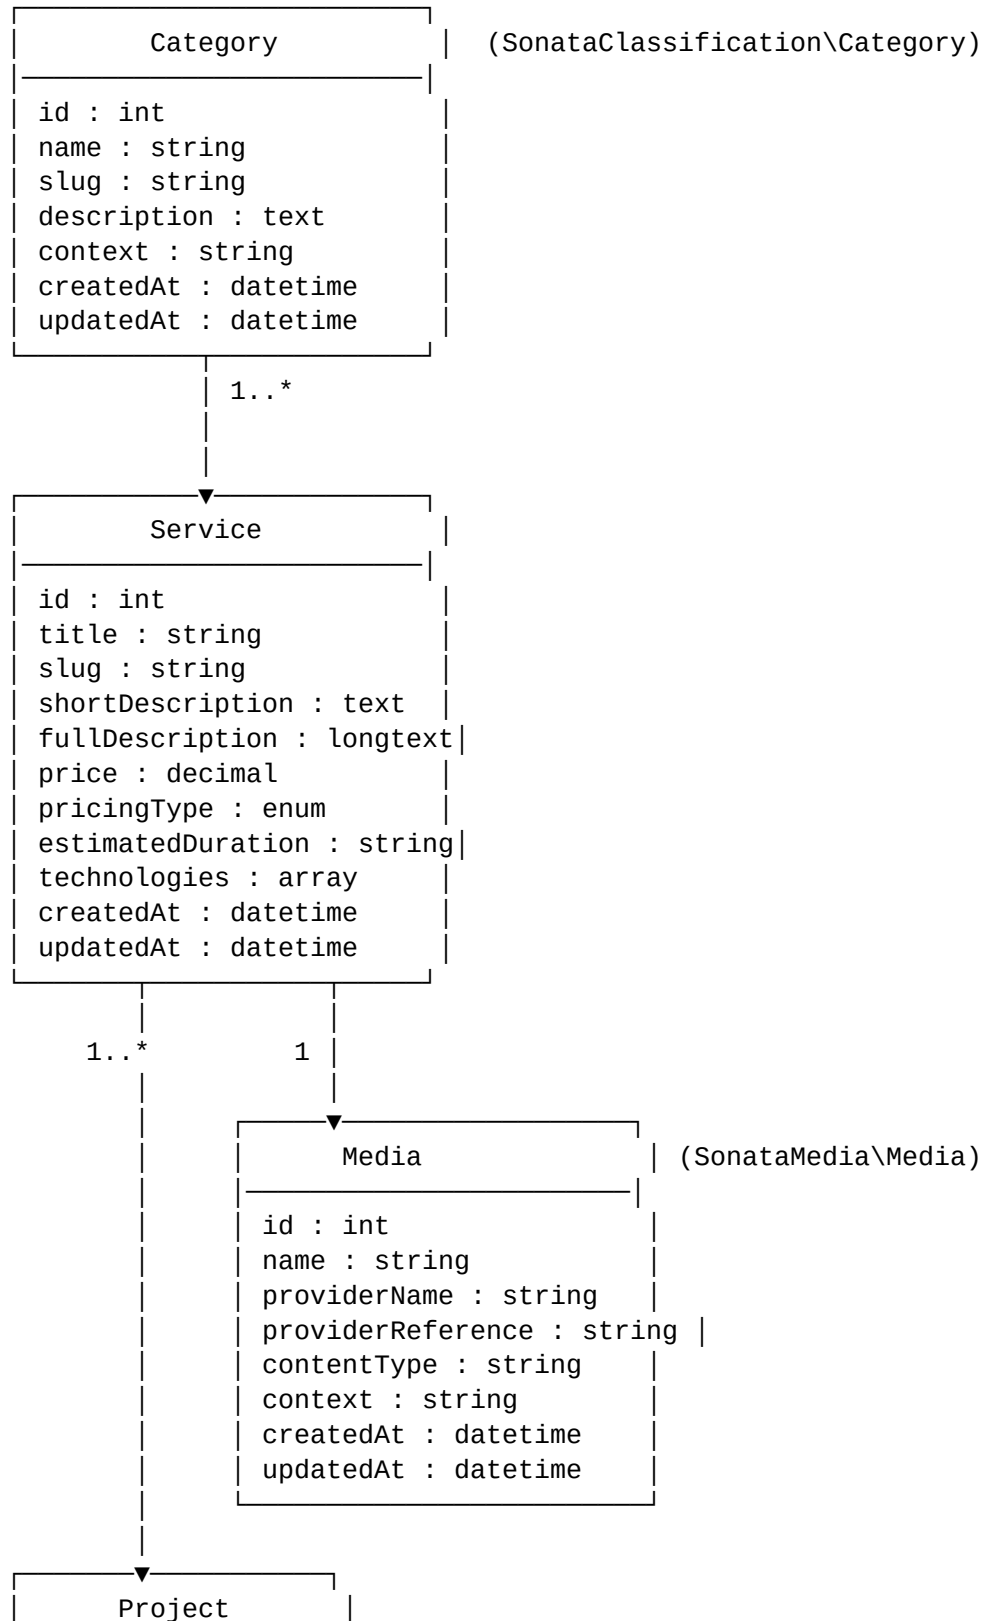 Category (SonataClassification\Category)
id : int
name : string
slug : string
description : text
context : string
createdAt : datetime
updatedAt : datetime
1..*
Service
id : int
title : string
slug : string
shortDescription : text
fullDescription : longtext
price : decimal
pricingType : enum
estimatedDuration : string
technologies : array
createdAt : datetime
updatedAt : datetime
1..* 1
Media (SonataMedia\Media)
id : int
name : string
providerName : string
providerReference : string
contentType : string
context : string
createdAt : datetime
updatedAt : datetime
Project